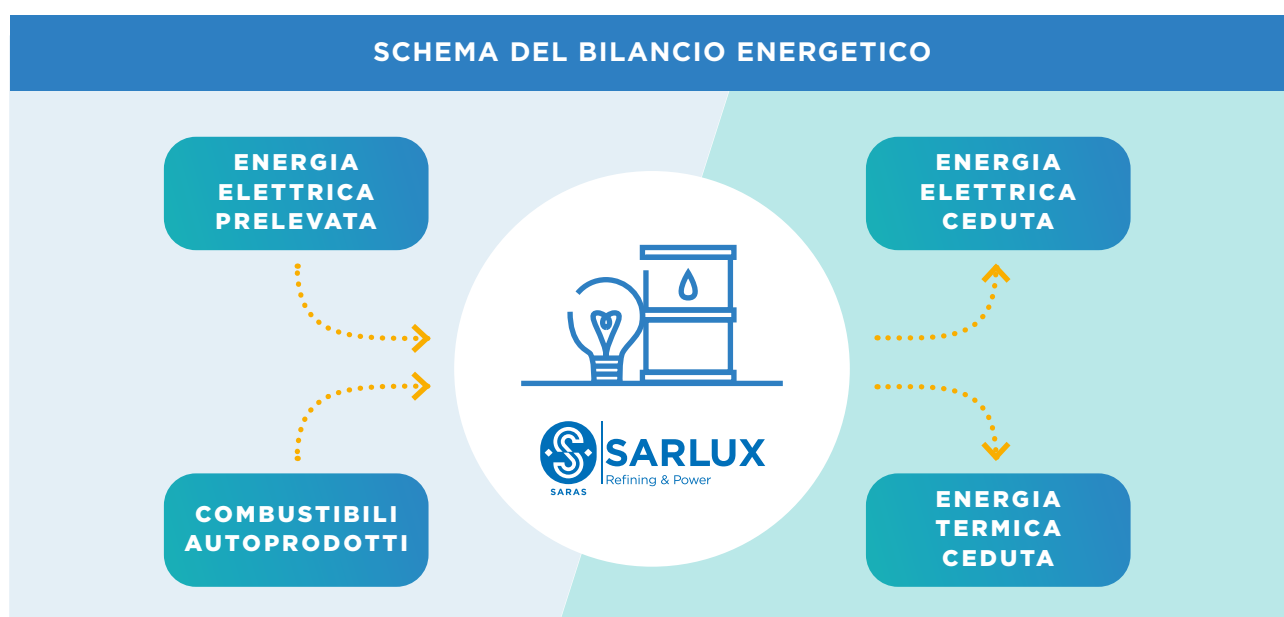 SCHEMA DEL BILANCIO ENERGETICO
ENERGIA
ELETTRICA
PRELEVATA
COMBUSTIBILI
AUTOPRODOTTI
SARAS
SARLUX
Refining & Power
ENERGIA
ELETTRICA
CEDUTA
ENERGIA
TERMICA
CEDUTA